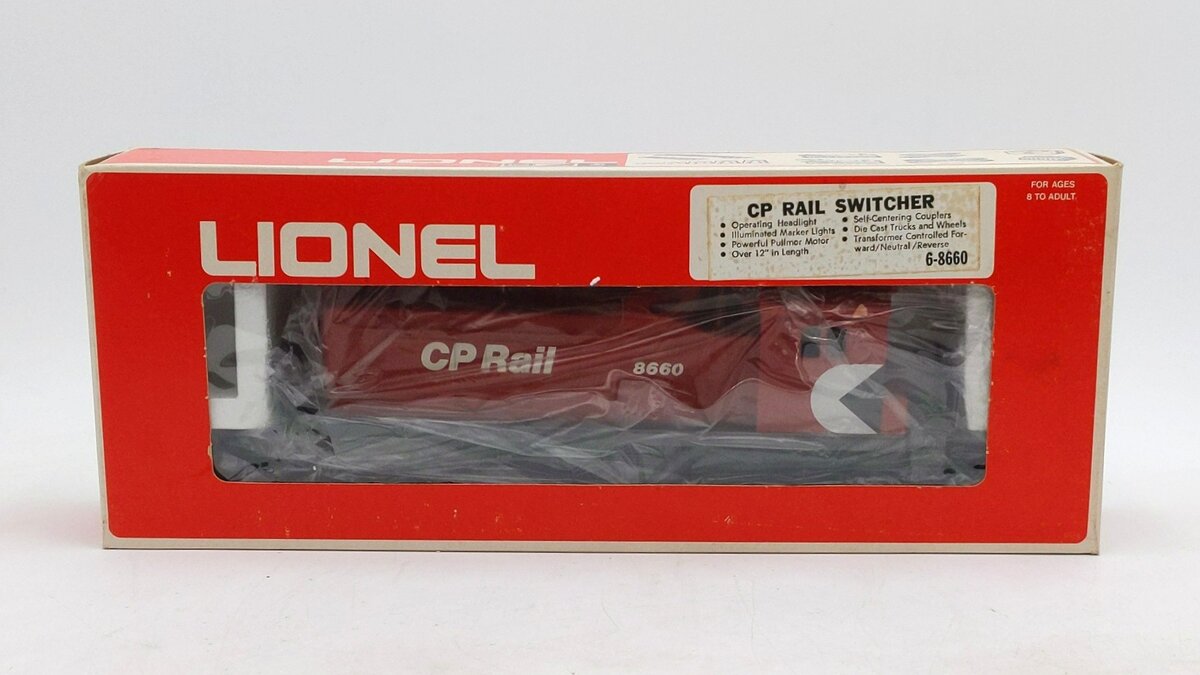 LIONEL
FOR AGES
8 TO ADULT
CP RAIL SWITCHER
• Operating Headlight
• Illuminated Marker Lights
• Powerful Pullmor Motor
• Over 12" in Length
• Self-Centering Couplers
• Die Cast Trucks and Wheels
• Transformer Controlled For-
ward/Neutral/Reverse
6-8660
CP Rail
8660